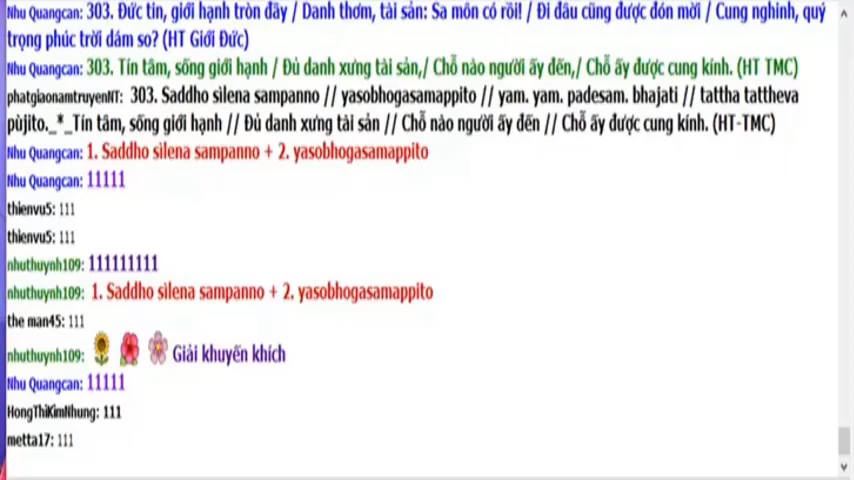 Nhu Quangcan: 303. Đức tin, giới hạnh tròn đầy / Danh thơm, tài sản: Sa môn có rồi! / Đi đâu cũng được đón mời / Cung nghinh, quý
trọng phúc trời dám so? (HT Giới Đức)
Nhu Quangcan: 303. Tín tâm, sống giới hạnh / Đủ danh xưng tài sản,/ Chỗ nào người ấy đến,/ Chỗ ấy được cung kính. (HT TMC)
phatgiaonamtruyenNT: 303. Saddho sìlena sampanno // yasobhogasamappito // yam. yam. padesam. bhajati // tattha tattheva
pùjito._*_Tín tâm, sống giới hạnh // Đủ danh xưng tài sản // Chỗ nào người ấy đến // Chỗ ấy được cung kính. (HT-TMC)
Nhu Quangcan: 1. Saddho sìlena sampanno + 2. yasobhogasamappito
Nhu Quangcan: 11111
thienvu5: 111
thienvu5: 111
nhuthuynh109: 111111111
nhuthuynh109: 1. Saddho sìlena sampanno + 2. yasobhogasamappito
the man45: 111
nhuthuynh109: Giải khuyến khích
Nhu Quangcan: 11111
HongThiKimNhung: 111
metta17: 111